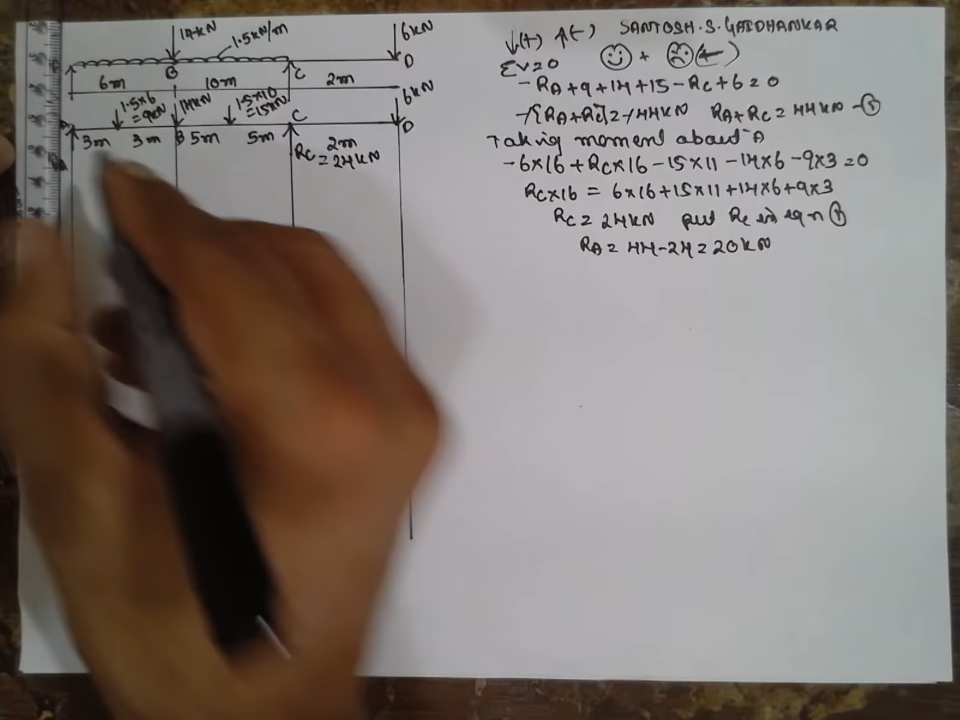 14kN
1.5kN/m
6kN
B
C
D
6m
10m
2m
1.5×6
=9kN
14kN
1.5×10
=15kN
C
6kN
D
3m
3m
B
5m
5m
2m
RC
=24kN
↓(+) ↑(-) SANTOSH.S.GAIDHANKAR
Σv=0 + (-)
-RA+9+14+15-RC+6=0
-/{RA+RC}=-/44kN RA+RC=44kN -①
Taking moment about A
-6×16+RC×16-15×11-14×6-9×3=0
RC×16 = 6×16+15×11+14×6+9×3
RC=24kN put RC in eqn ①
RA=44-24=20kN